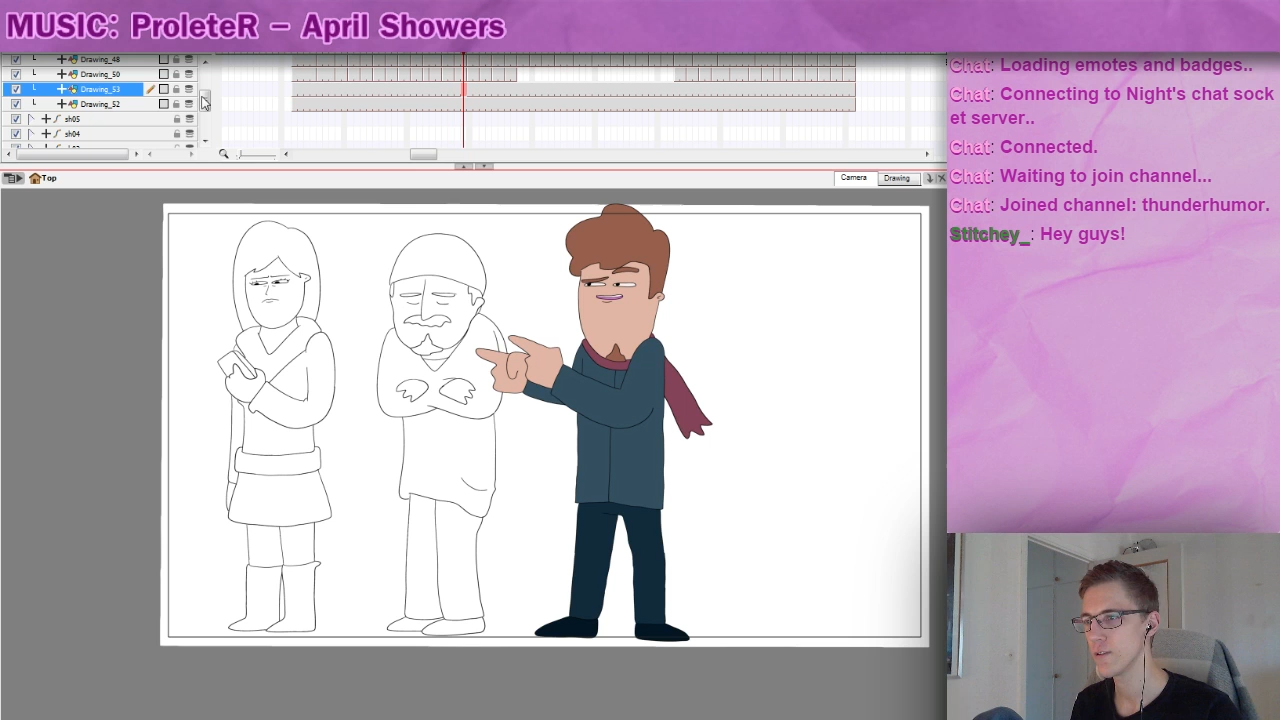 MUSIC: ProleteR – April Showers
Drawing_48
Drawing_50
Drawing_53
Drawing_52
sh05
sh04
Top
Camera
Drawing
Chat: Loading emotes and badges..
Chat: Connecting to Night's chat sock
et server..
Chat: Connected.
Chat: Waiting to join channel...
Chat: Joined channel: thunderhumor.
Stitchey_: Hey guys!